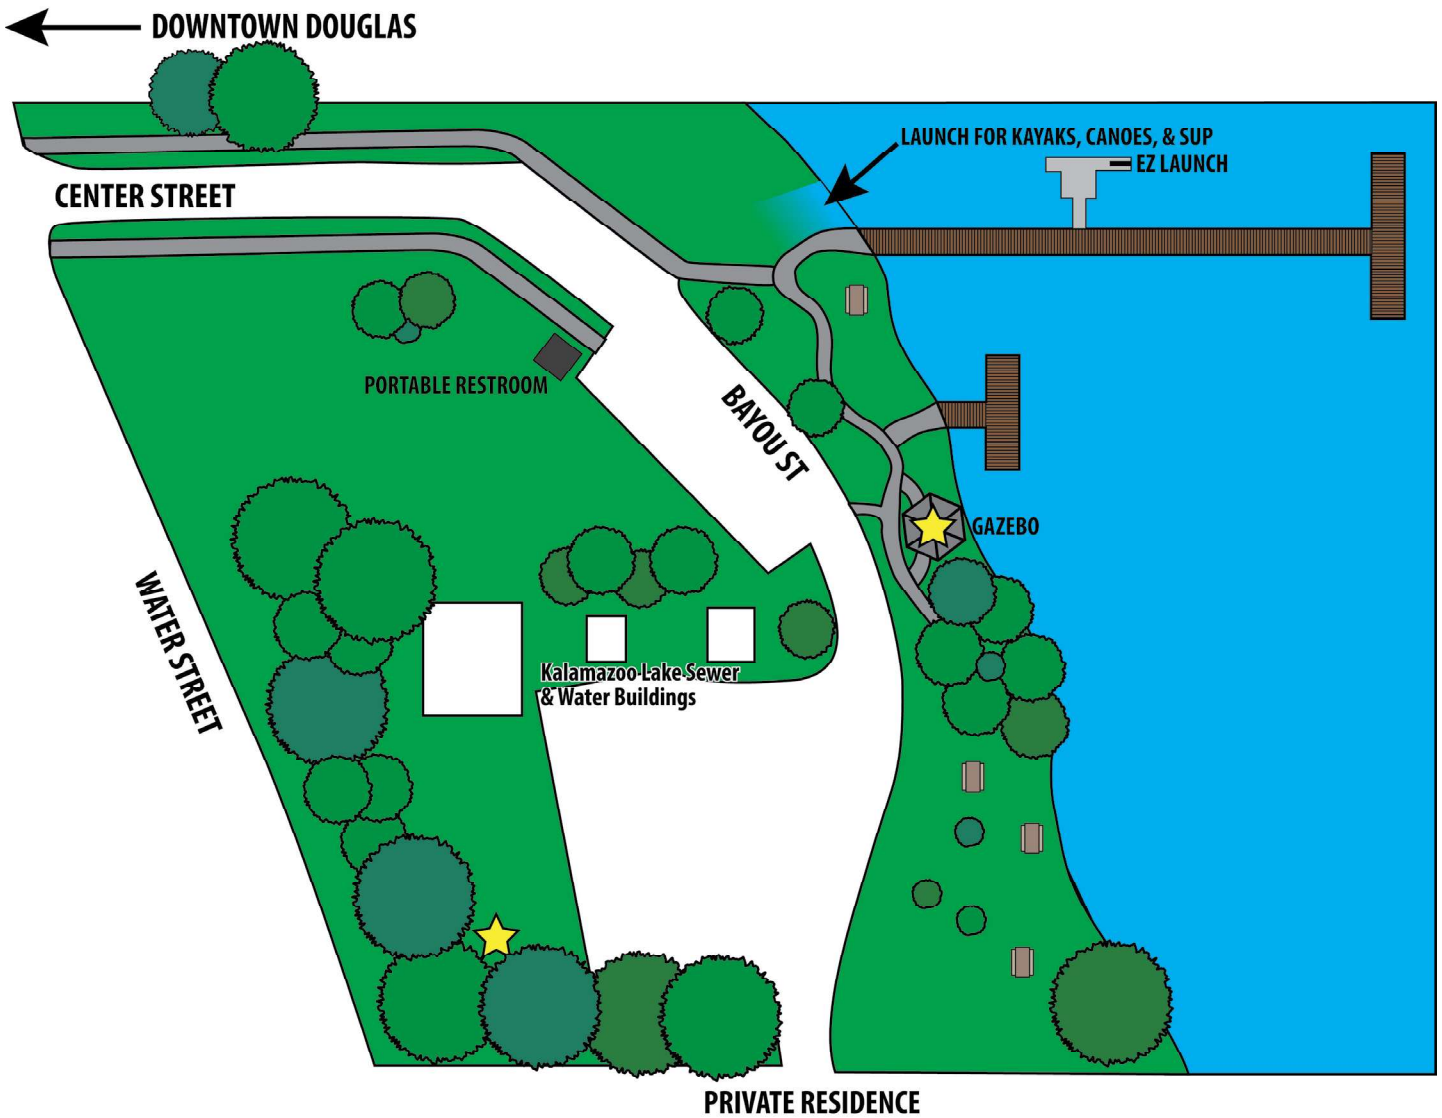 DOWNTOWN DOUGLAS
LAUNCH FOR KAYAKS, CANOES, & SUP
EZ LAUNCH
CENTER STREET
PORTABLE RESTROOM
BAYOU ST
GAZEBO
WATER STREET
Kalamazoo Lake Sewer
& Water Buildings
PRIVATE RESIDENCE